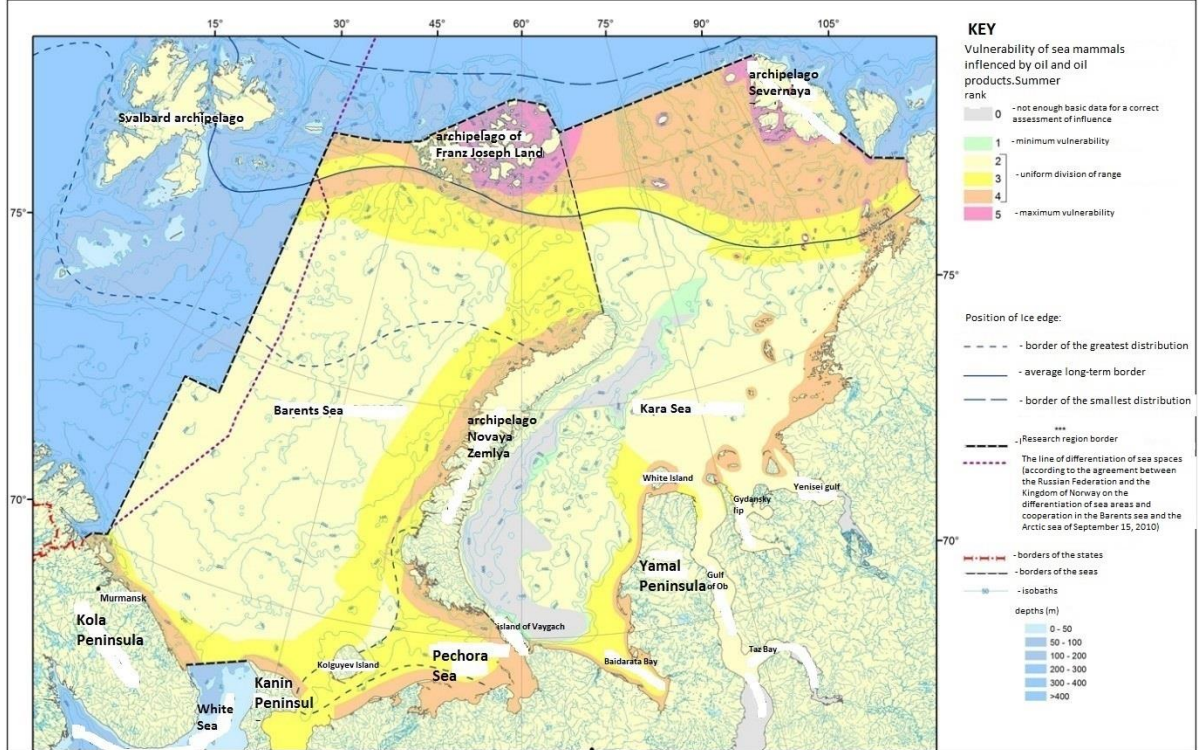 15°
30°
45°
60°
75°
90°
105°
75°
70°
75°
70°
Svalbard archipelago
archipelago of
Franz Joseph Land
archipelago
Severnaya
Barents Sea
archipelago
Novaya
Zemlya
Kara Sea
White Island
Gydansky
fip
Yenisei gulf
Yamal
Peninsula
Gulf
of Ob
Murmansk
Kola
Peninsula
island of Vaygach
Kolguyev Island
Pechora
Sea
Baidarata Bay
Taz Bay
Kanin
Peninsul
White
Sea
KEY
Vulnerability of sea mammals
inflenced by oil and oil
products.Summer
rank
0 - not enough basic data for a correct
assessment of influence
1 - minimum vulnerability
2
3 - uniform division of range
4
5 - maximum vulnerability
Position of Ice edge:
- border of the greatest distribution
- average long-term border
- border of the smallest distribution
***
- Research region border
The line of differentiation of sea spaces
(according to the agreement between
the Russian Federation and the
Kingdom of Norway on the
differentiation of sea areas and
cooperation in the Barents sea and the
Arctic sea of September 15, 2010)
- borders of the states
- borders of the seas
50 - isobaths
depths (m)
0 - 50
50 - 100
100 - 200
200 - 300
300 - 400
>400